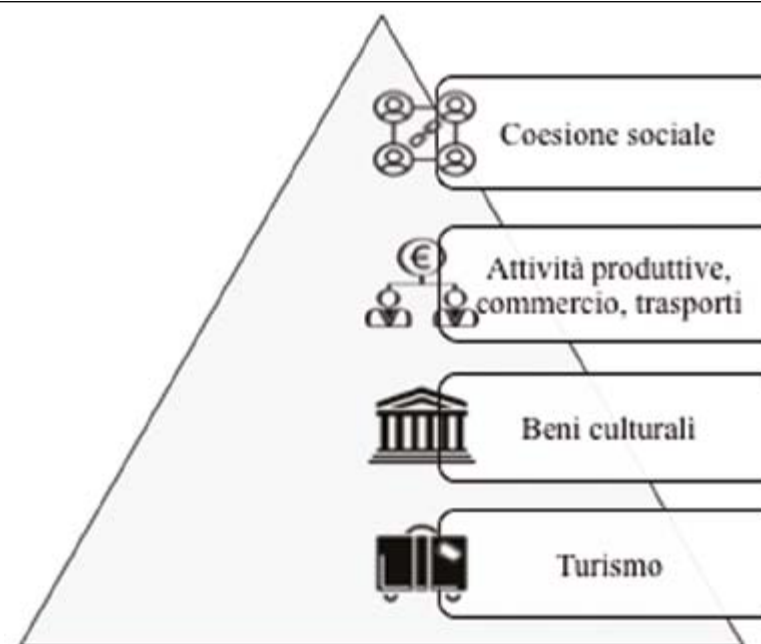 Coesione sociale
Attività produttive,
commercio, trasporti
Beni culturali
Turismo